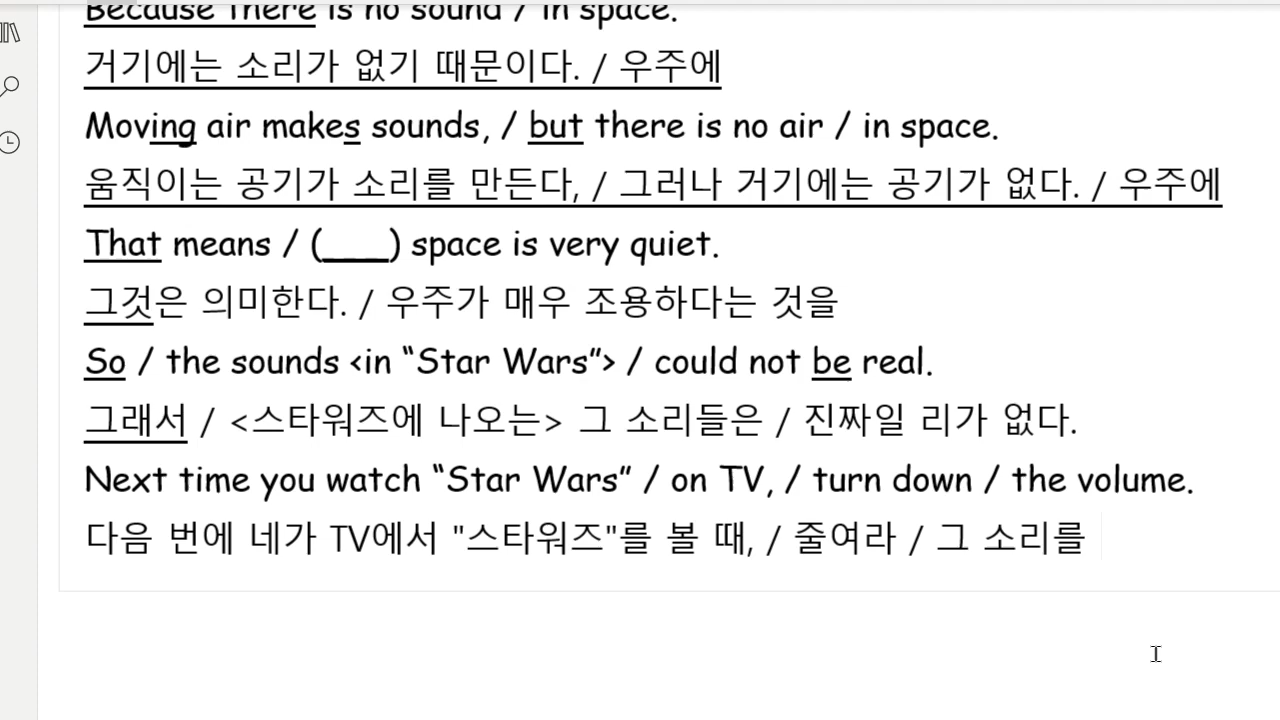 Because There is no sound / in space.
거기에는 소리가 없기 때문이다. / 우주에
Moving air makes sounds, / but there is no air / in space.
움직이는 공기가 소리를 만든다, / 그러나 거기에는 공기가 없다. / 우주에
That means / (___) space is very quiet.
그것은 의미한다. / 우주가 매우 조용하다는 것을
So / the sounds <in “Star Wars”> / could not be real.
그래서 / <스타워즈에 나오는> 그 소리들은 / 진짜일 리가 없다.
Next time you watch “Star Wars” / on TV, / turn down / the volume.
다음 번에 네가 TV에서 "스타워즈"를 볼 때, / 줄여라 / 그 소리를